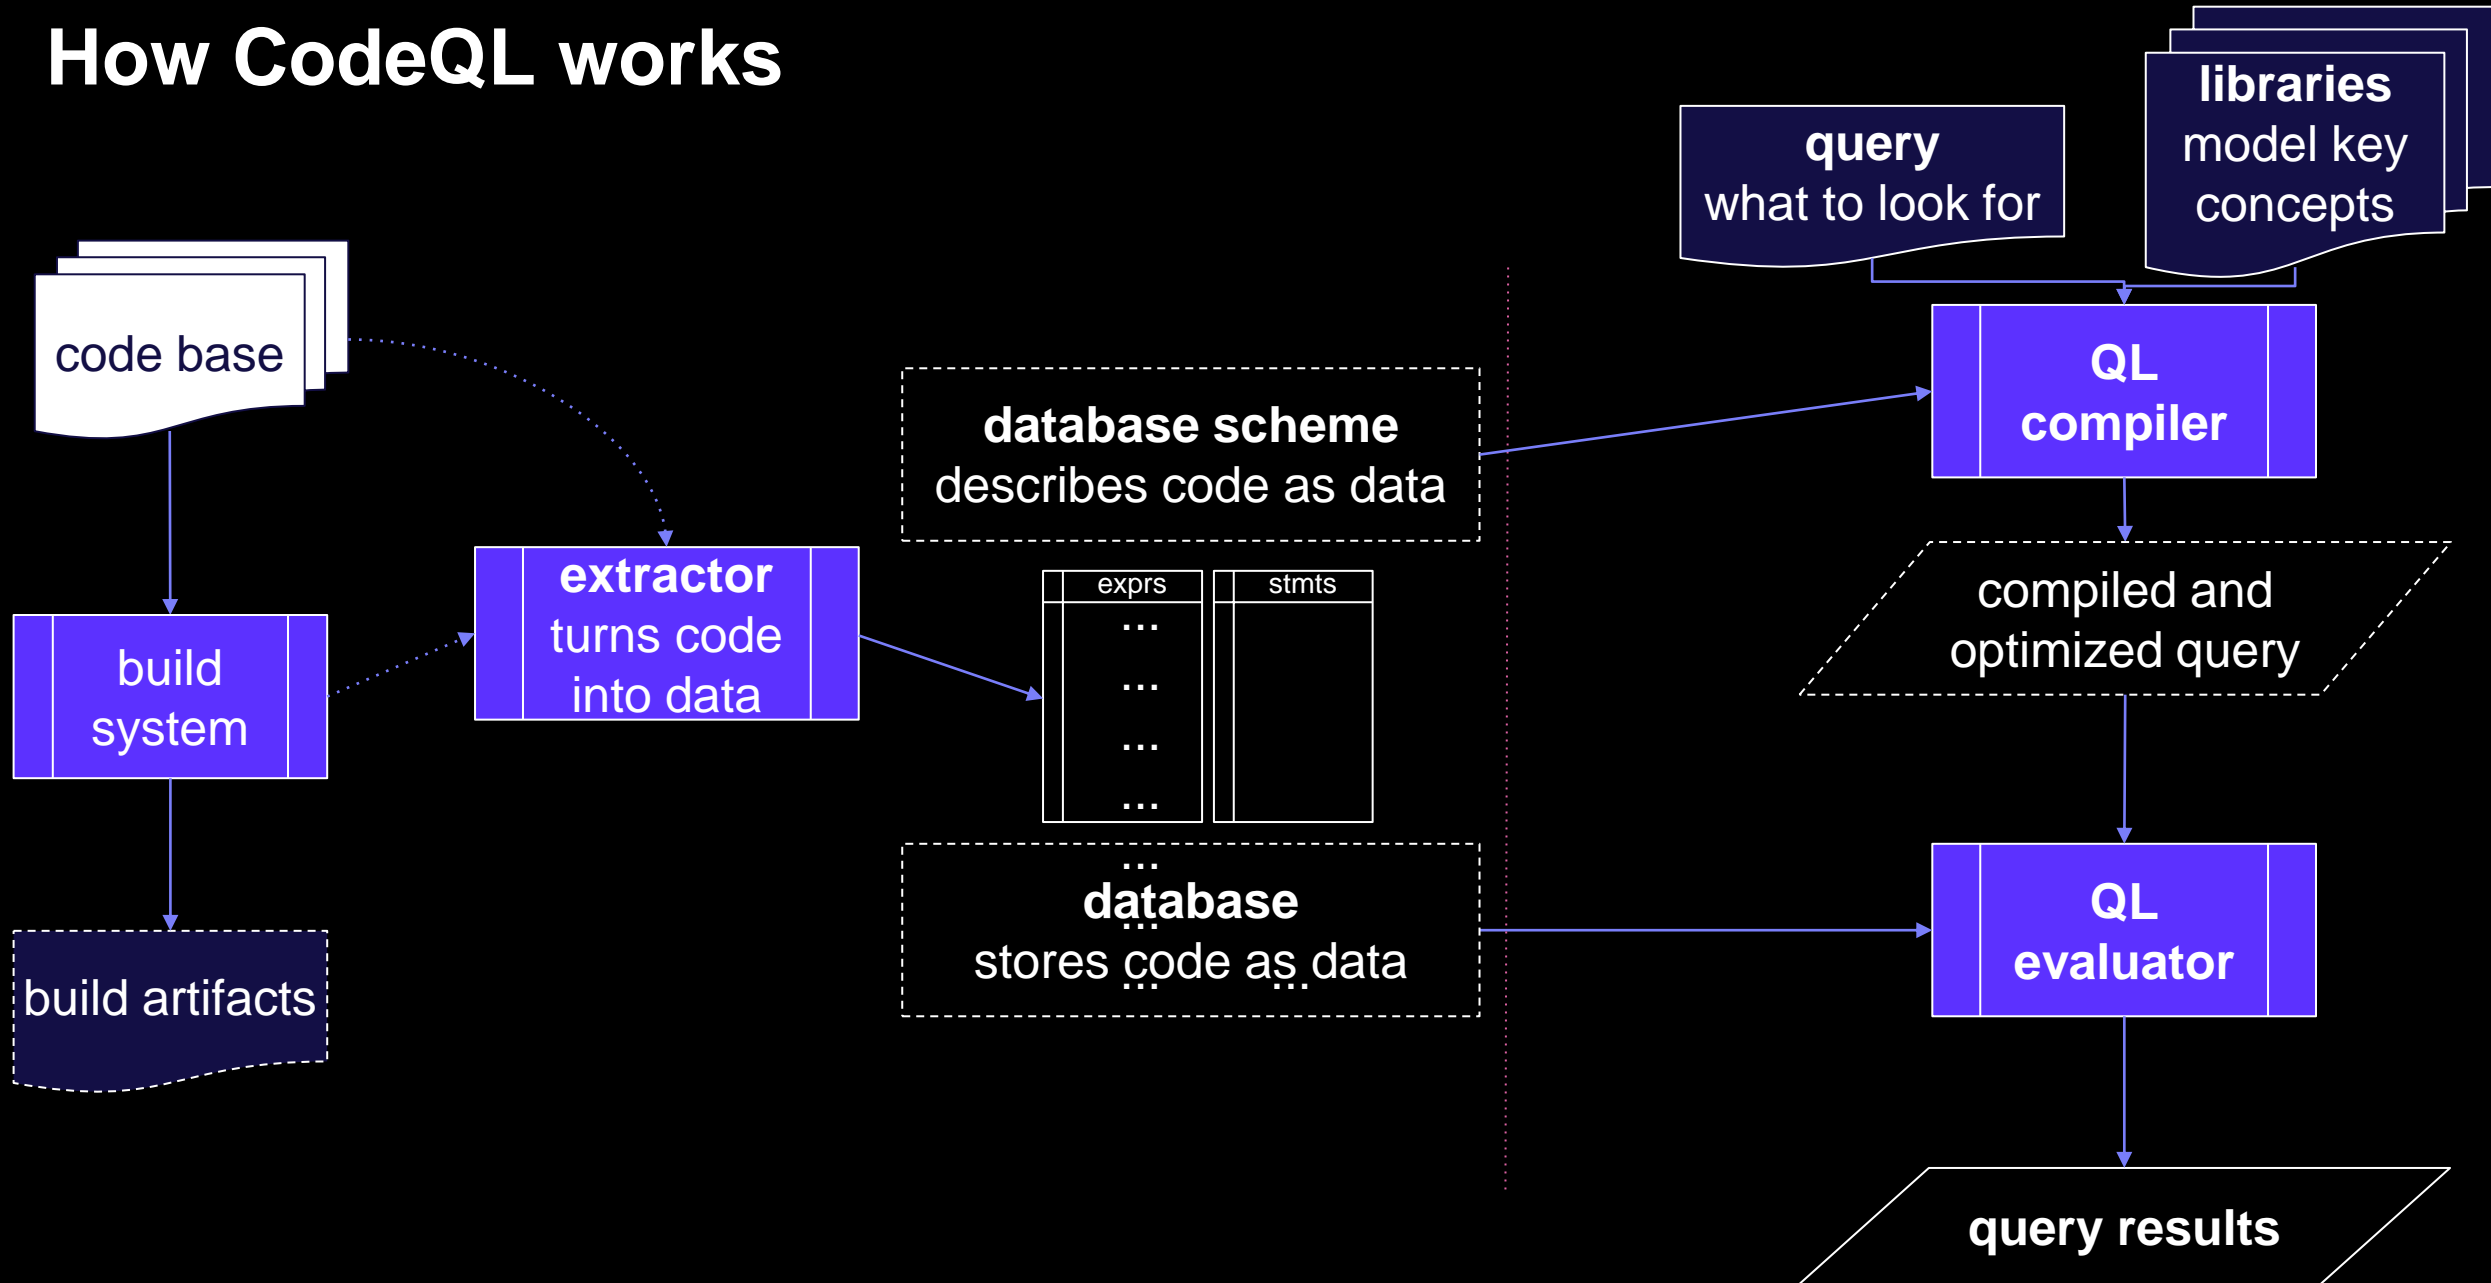 How CodeQL works
libraries
model key
concepts
query
what to look for
code base
QL
compiler
database scheme
describes code as data
extractor
turns code
into data
exprs
stmts
...
...
...
...
compiled and
optimized query
build
system
...
database
...
stores code as data
... ...
QL
evaluator
build artifacts
query results